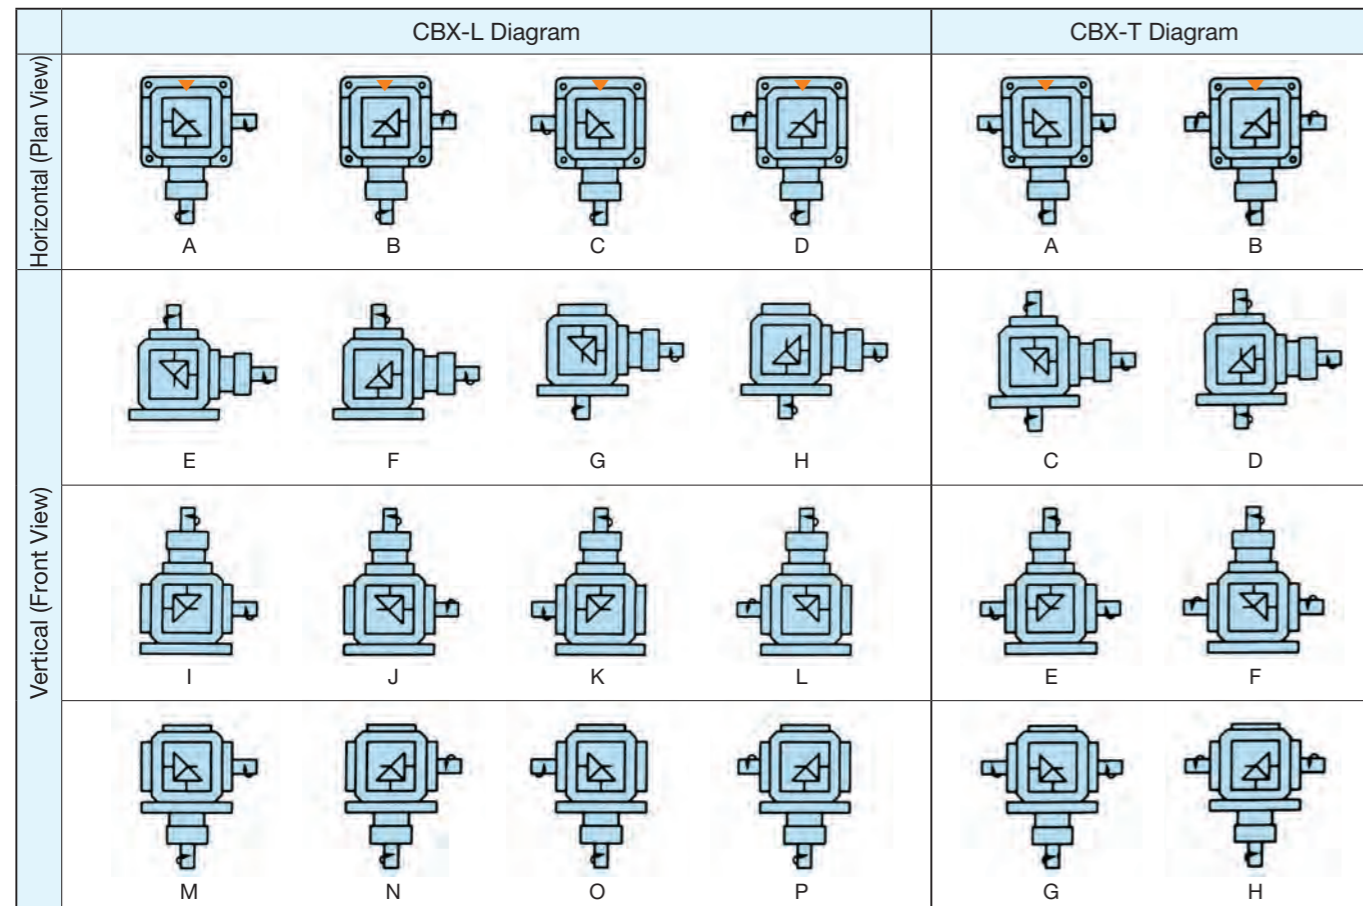 CBX-L Diagram
CBX-T Diagram
Horizontal (Plan View)
A
B
C
D
A
B
Vertical (Front View)
E
F
G
H
C
D
I
J
K
L
E
F
M
N
O
P
G
H